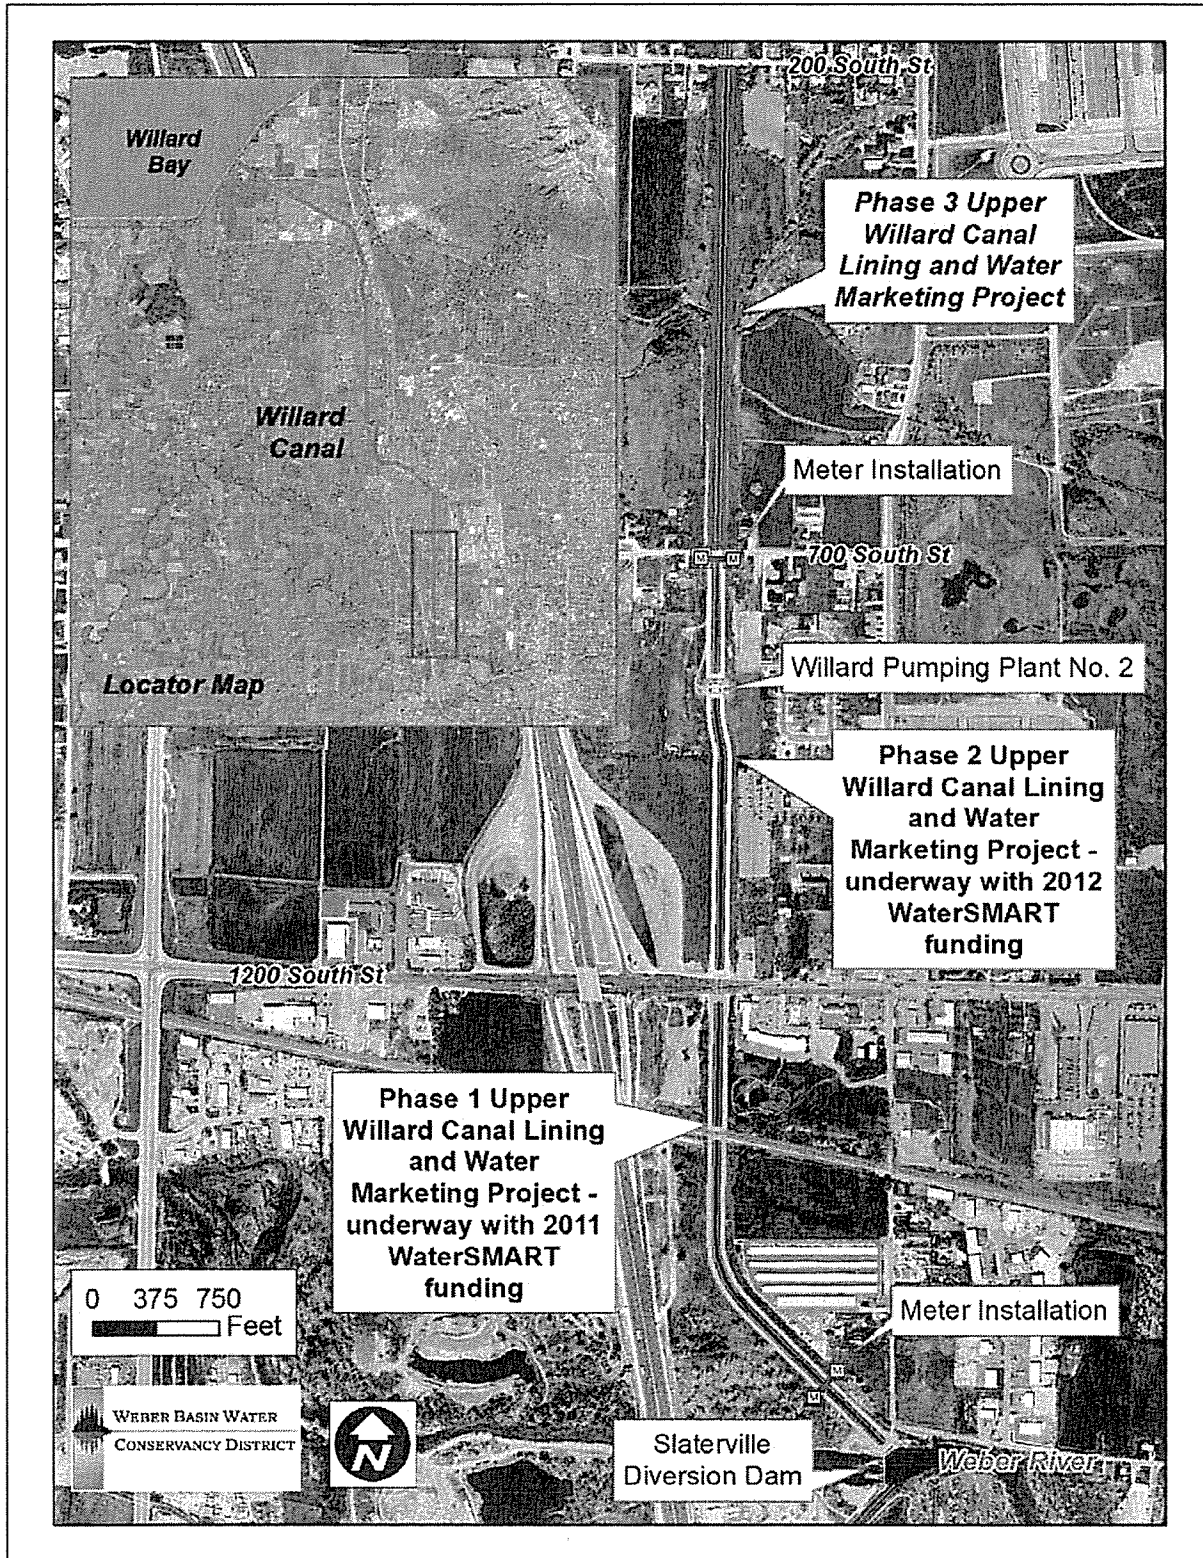 200 South St
Willard
Bay
Phase 3 Upper
Willard Canal
Lining and Water
Marketing Project
Willard
Canal
Meter Installation
M
M
700 South St
Willard Pumping Plant No. 2
Locator Map
Phase 2 Upper
Willard Canal Lining
and Water
Marketing Project -
underway with 2012
WaterSMART
funding
1200 South St
Phase 1 Upper
Willard Canal Lining
and Water
Marketing Project -
underway with 2011
WaterSMART
funding
0 375 750
Feet
Meter Installation
M
M
WEBER BASIN WATER
CONSERVANCY DISTRICT
N
Slaterville
Diversion Dam
Weber River